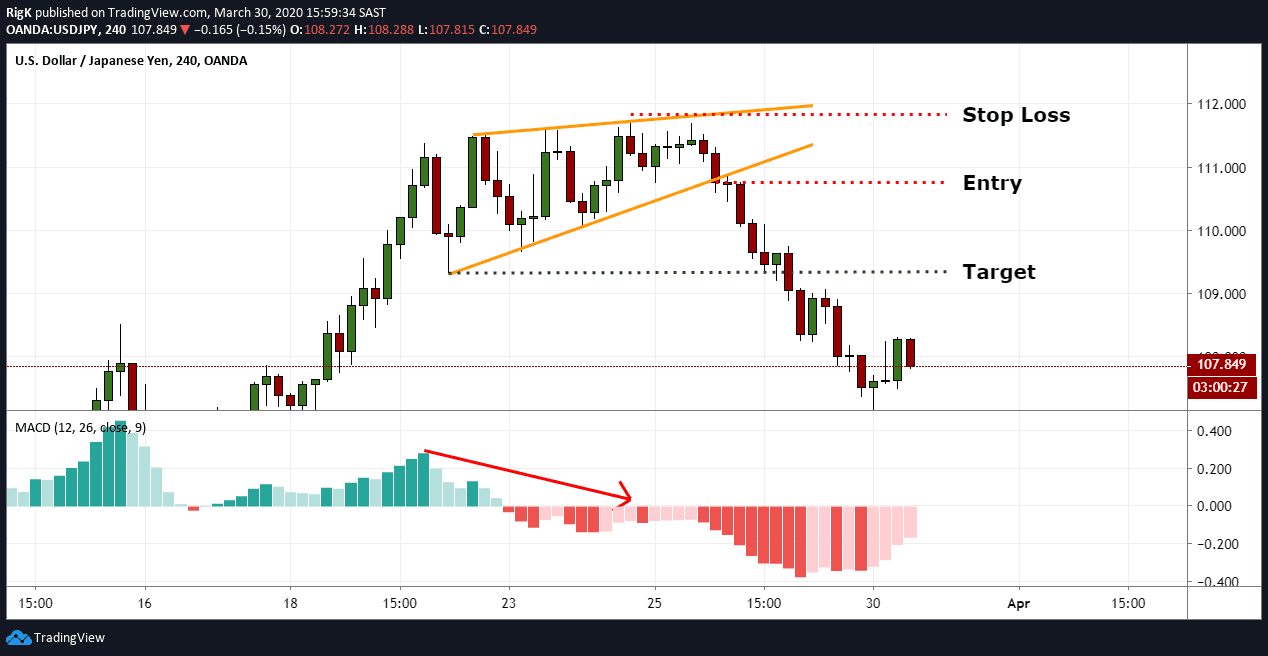 RigK published on TradingView.com, March 30, 2020 15:59:34 SAST
OANDA:USDJPY, 240 107.849 ▼ −0.165 (−0.15%) O:108.272 H:108.288 L:107.815 C:107.849
U.S. Dollar / Japanese Yen, 240, OANDA
112.000
Stop Loss
111.000
Entry
110.000
Target
109.000
107.849
03:00:27
MACD (12, 26, close, 9)
0.400
0.200
0.000
−0.200
−0.400
15:00 16 18 15:00 23 25 15:00 30 Apr 15:00
TradingView